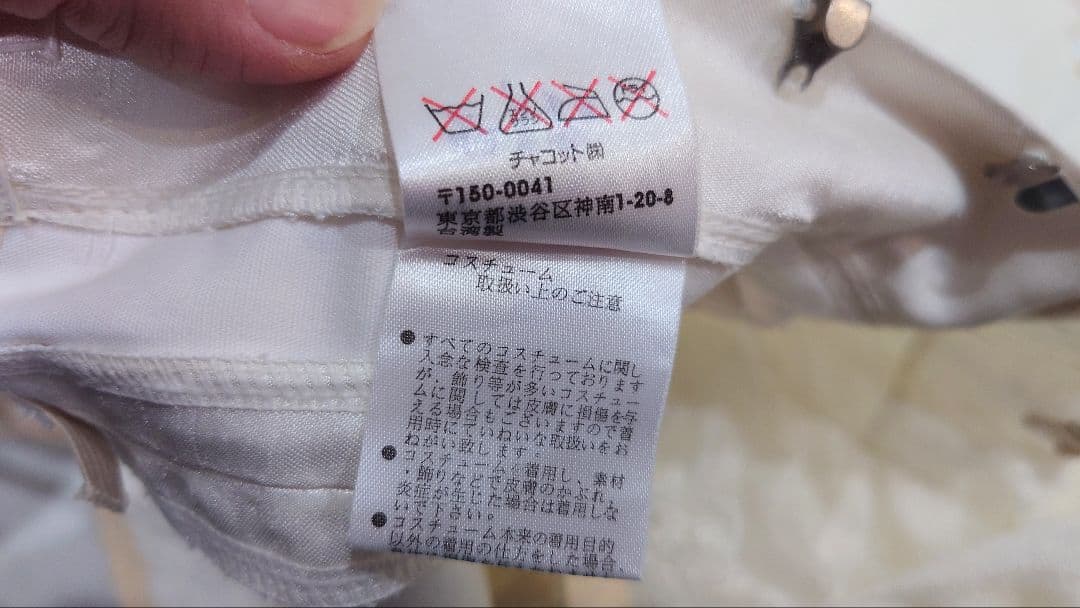 チャコット㈱
〒150-0041
東京都渋谷区神南1-20-8
台湾製
コスチューム
取扱い上のご注意
●すべてのコスチュームに関し
入念な検査を行っております
が、飾り等が多いコスチュー
ムに関しては皮膚に損傷を与
える場合もございますので着
用時にていねいな取扱いをお
ねがい致します。
●コスチューム着用し、素材
・飾りなどで皮膚のかぶれ、
炎症が生じた場合は着用しな
いで下さい。
●コスチューム本来の着用目的
以外の着用の仕方をした場合